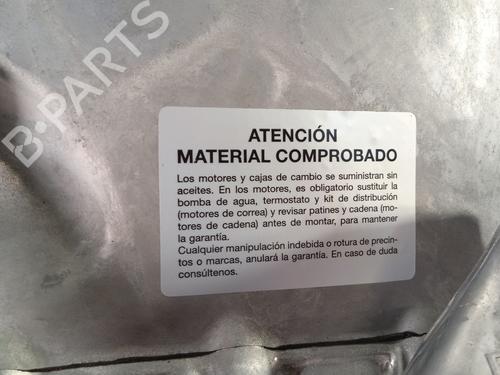 B-PARTS
ATENCIÓN
MATERIAL COMPROBADO
Los motores y cajas de cambio se suministran sin
aceites. En los motores, es obligatorio sustituir la
bomba de agua, termostato y kit de distribución
(motores de correa) y revisar patines y cadena (mo-
tores de cadena) antes de montar, para mantener
la garantía.
Cualquier manipulación indebida o rotura de precin-
tos o marcas, anulará la garantía. En caso de duda
consúltenos.